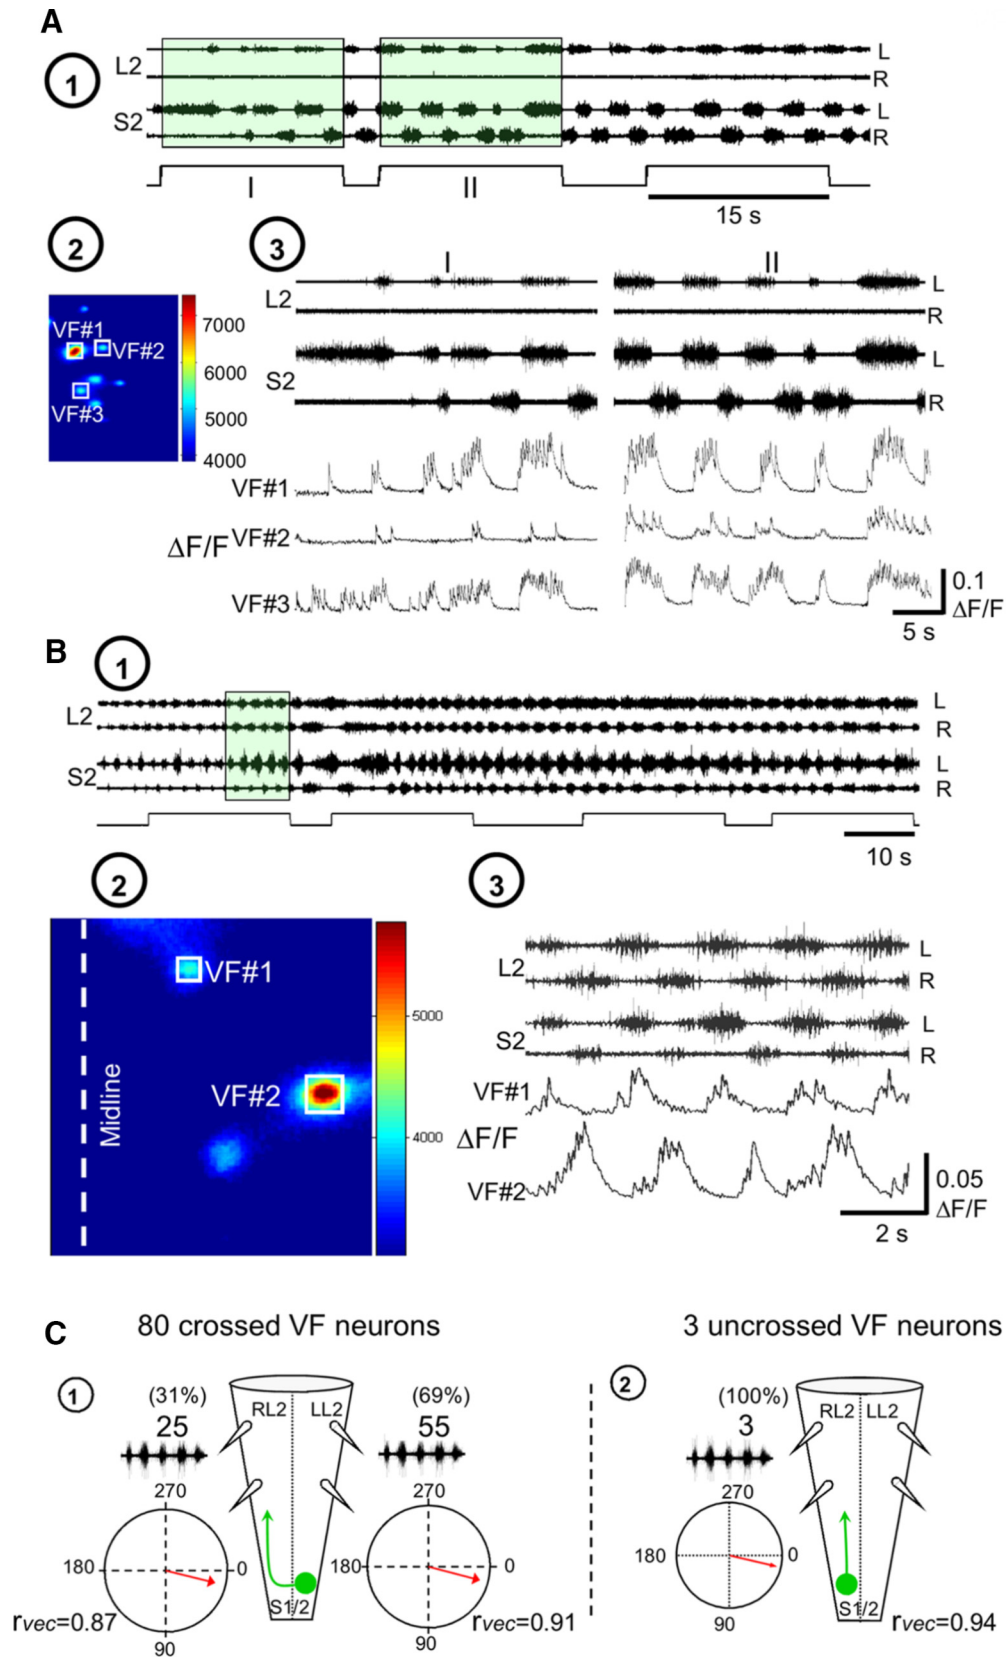 A
1
L2
L
R
S2
L
R
I
II
15 s
2
VF#1
VF#2
VF#3
7000
6000
5000
4000
3
I
II
L2
L
R
S2
L
R
VF#1
ΔF/F VF#2
VF#3
0.1
ΔF/F
5 s
B
1
L2
L
R
S2
L
R
10 s
2
VF#1
VF#2
Midline
5000
4000
3
L2
L
R
S2
L
R
VF#1
ΔF/F
VF#2
0.05
ΔF/F
2 s
C
80 crossed VF neurons
3 uncrossed VF neurons
1
(31%)
25
270
180
0
90
rvec=0.87
RL2
LL2
S1/2
(69%)
55
270
180
0
90
rvec=0.91
2
(100%)
3
270
180
0
90
RL2
LL2
S1/2
rvec=0.94